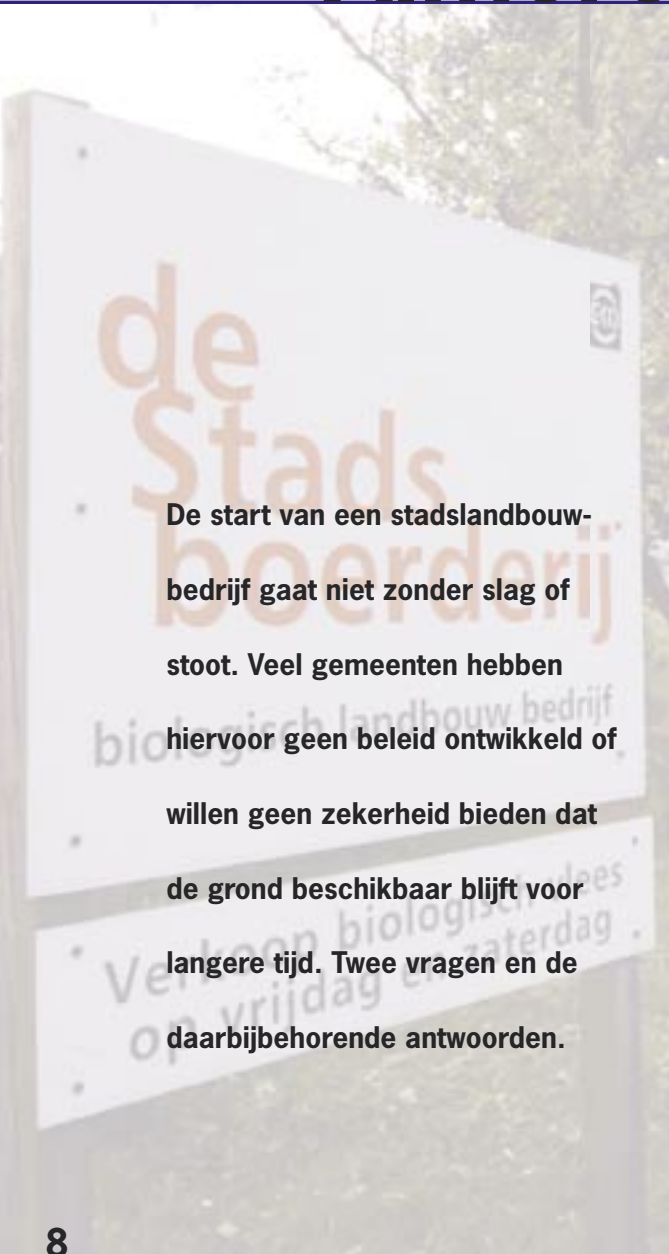 de
Stads
boerderij
biologisch landbouw bedrijf
Verkoop biologisch vlees
op vrijdag en zaterdag
De start van een stadslandbouw-
bedrijf gaat niet zonder slag of
stoot. Veel gemeenten hebben
hiervoor geen beleid ontwikkeld of
willen geen zekerheid bieden dat
de grond beschikbaar blijft voor
langere tijd. Twee vragen en de
daarbijbehorende antwoorden.
8